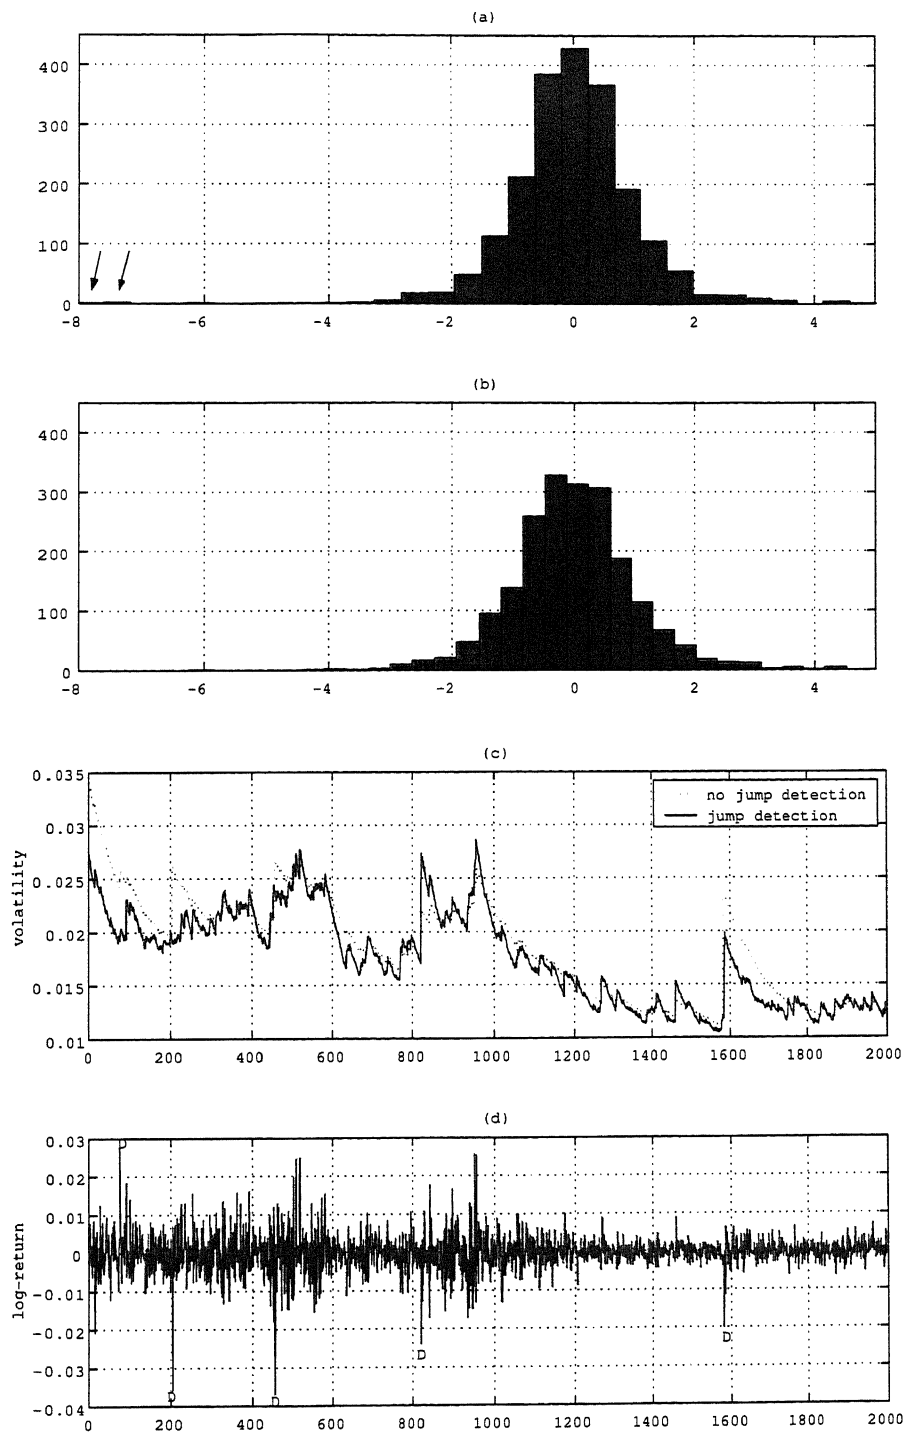 (a)
400
300
200
100
0
-8 -6 -4 -2 0 2 4
(b)
400
300
200
100
0
-8 -6 -4 -2 0 2 4
(c)
0.035
0.03
0.025
0.02
0.015
0.01
volatility
no jump detection
jump detection
0 200 400 600 800 1000 1200 1400 1600 1800 2000
(d)
0.03
0.02
0.01
0
-0.01
-0.02
-0.03
-0.04
log-return
D
D
D
D
D
0 200 400 600 800 1000 1200 1400 1600 1800 2000